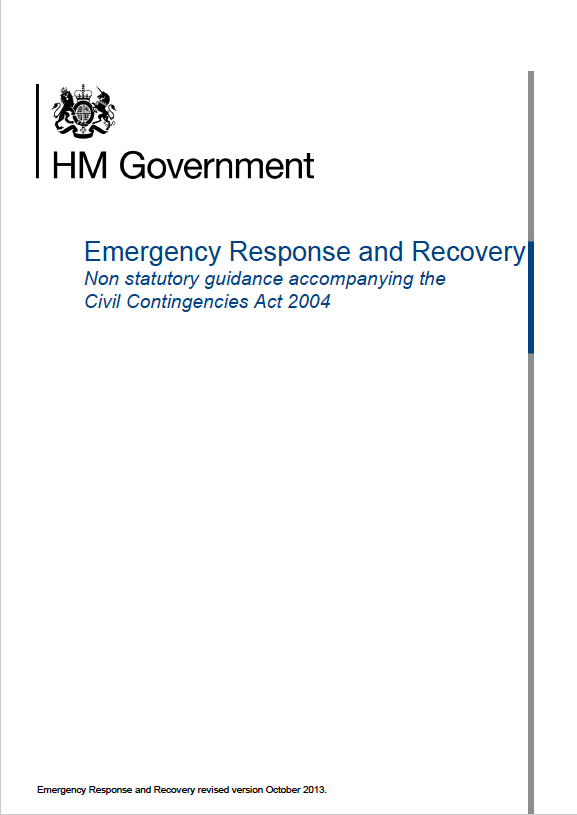 HM Government
Emergency Response and Recovery
Non statutory guidance accompanying the
Civil Contingencies Act 2004
Emergency Response and Recovery revised version October 2013.